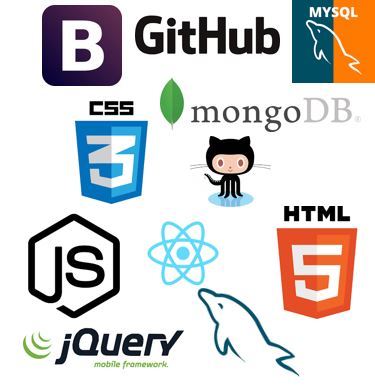 B
GitHub
MYSQL
mongoDB®
CSS
3
HTML
5
JS
jQuery
mobile framework.